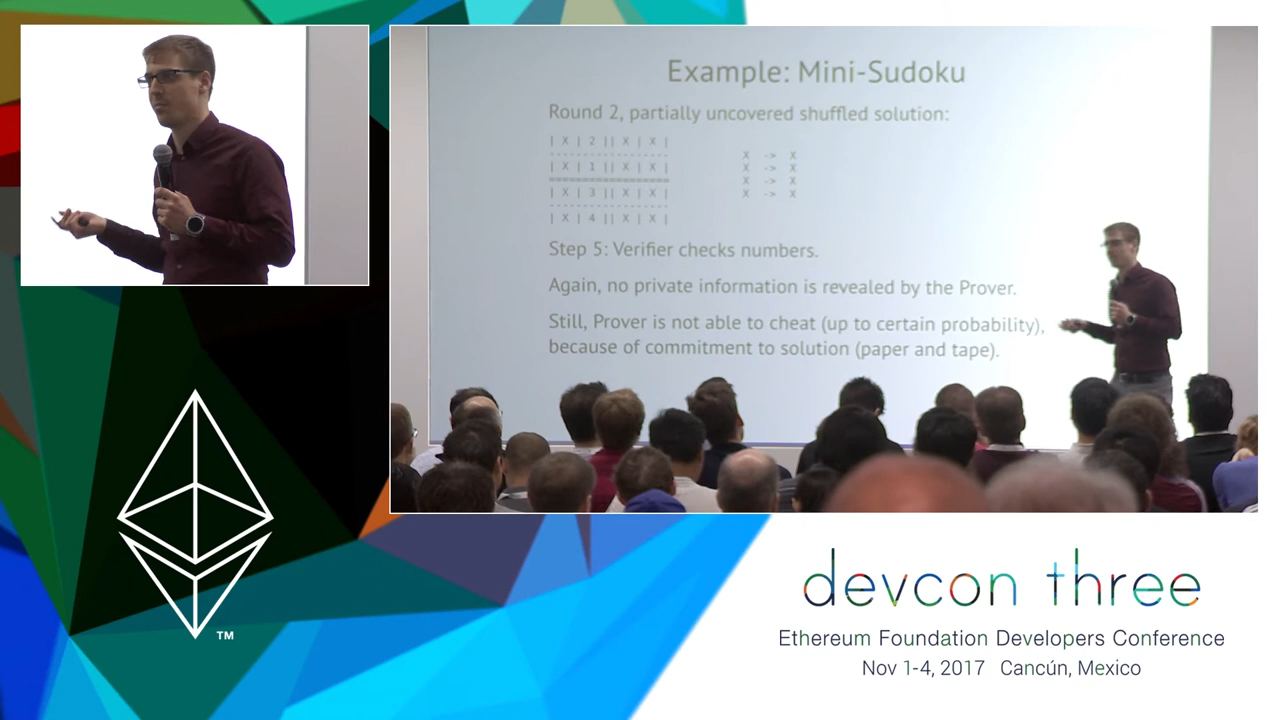 Example: Mini-Sudoku
Round 2, partially uncovered shuffled solution:
| X | 2 || X | X |
-----------------
| X | 1 || X | X |
=================
| X | 3 || X | X |
-----------------
| X | 4 || X | X |
X -> X
X -> X
X -> X
X -> X
Step 5: Verifier checks numbers.
Again, no private information is revealed by the Prover.
Still, Prover is not able to cheat (up to certain probability),
because of commitment to solution (paper and tape).
TM
devcon three
Ethereum Foundation Developers Conference
Nov 1-4, 2017 Cancún, Mexico